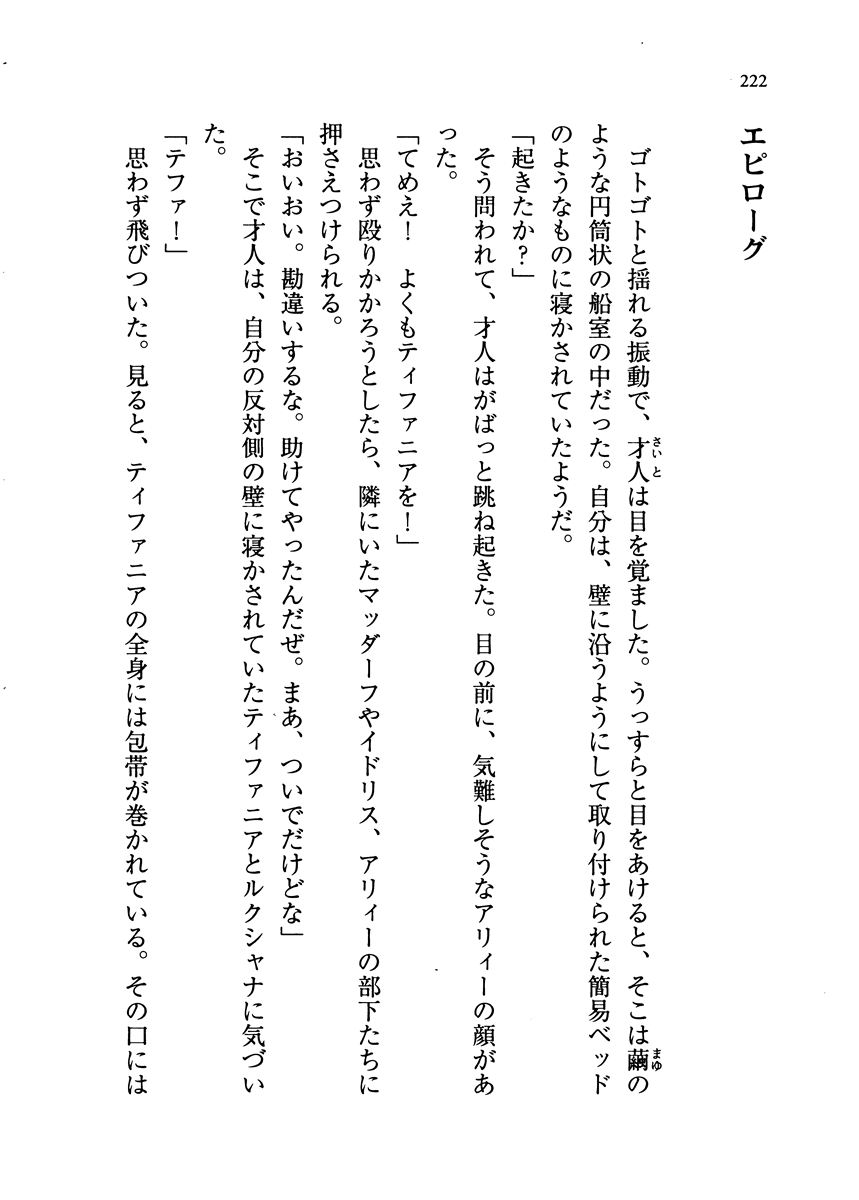 222
エピローグ
ゴトゴトと揺れる振動で、才人は目を覚ました。うっすらと目をあけると、そこは繭の
さいと
まゆ
ような円筒状の船室の中だった。自分は、壁に沿うようにして取り付けられた簡易ベッド
のようなものに寝かされていたようだ。
「起きたか?」
そう問われて、才人はがばっと跳ね起きた。目の前に、気難しそうなアリィーの顔があ
った。
「てめえ!　よくもティファニアを!」
思わず殴りかかろうとしたら、隣にいたマッダーフやイドリス、アリィーの部下たちに
押さえつけられる。
「おいおい。勘違いするな。助けてやったんだぜ。まあ、ついでだけどな」
そこで才人は、自分の反対側の壁に寝かされていたティファニアとルクシャナに気づい
た。
「テファ!」
思わず飛びついた。見ると、ティファニアの全身には包帯が巻かれている。その口には